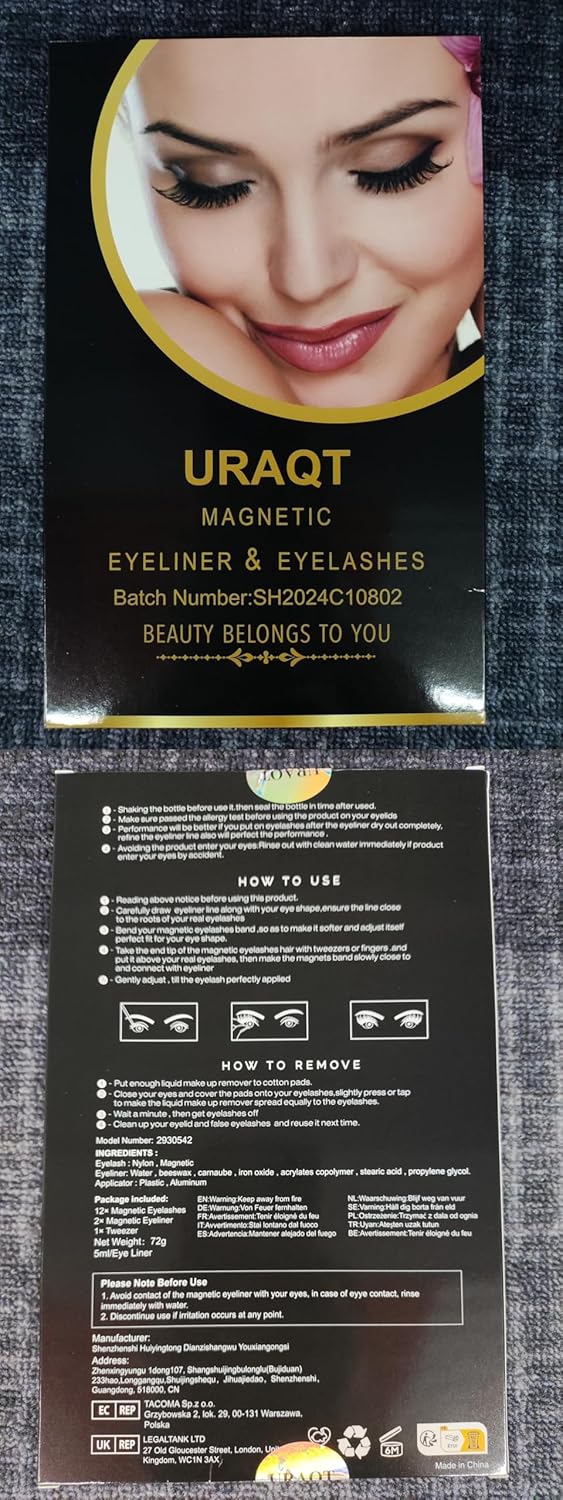 URAQT
MAGNETIC
EYELINER & EYELASHES
Batch Number:SH2024C10802
BEAUTY BELONGS TO YOU
URAQT
1 - Shaking the bottle before use it.then seal the bottle in time after used.
2 - Make sure passed the allergy test before using the product on your eyelids
3 - Performance will be better if you put on eyelashes after the eyeliner dry out completely,
refine the eyeliner line also will perfect the performance .
4 - Avoiding the product enter your eyes.Rinse out with clean water immediately if product
enter your eyes by accident.
HOW TO USE
1 - Reading above notice before using this product.
2 - Carefully draw eyeliner line along with your eye shape,ensure the line close
to the roots of your real eyelashes
3 - Bend your magnetic eyelashes band ,so as to make it softer and adjust itself
perfect fit for your eye shape.
4 - Take the end tip of the magnetic eyelashes hair with tweezers or fingers .and
put it above your real eyelashes, then make the magnets band slowly close to
and connect with eyeliner
5 - Gently adjust , till the eyelash perfectly applied
HOW TO REMOVE
1 - Put enough liquid make up remover to cotton pads.
2 - Close your eyes and cover the pads onto your eyelashes,slightly press or tap
to make the liquid make up remover spread equally to the eyelashes.
3 - Wait a minute , then get eyelashes off
4 - Clean up your eyelid and false eyelashes and reuse it next time.
Model Number: 2930542
INGREDIENTS :
Eyelash : Nylon , Magnetic
Eyeliner: Water , beeswax , carnaube , iron oxide , acrylates copolymer , stearic acid , propylene glycol.
Applicator : Plastic , Aluminum
Package included:
12× Magnetic Eyelashes
2× Magnetic Eyeliner
1× Tweezer
Net Weight: 72g
5ml/Eye Liner
EN:Warning:Keep away from fire
DE:Warnung:Von Feuer fernhalten
FR:Avertissement:Tenir éloigné du feu
IT:Avvertimento:Stai lontano dal fuoco
ES:Advertencia:Mantener alejado del fuego
NL:Waarschuwing:Blijf weg van vuur
SE:Varning:Håll dig borta från eld
PL:Ostrzeżenie:Trzymać z dala od ognia
TR:Uyarı:Ateşten uzak tutun
BE:Avertissement:Tenir éloigné du feu
Please Note Before Use
1. Avoid contact of the magnetic eyeliner with your eyes, in case of eyye contact, rinse
immediately with water.
2. Discontinue use if irritation occurs at any point.
Manufacturer:
Shenzhenshi Huiyinglong Dianzishangwu Youxiangongsi
Address:
Zhenxingyungu 1dong107, Shangshuijingbulonglu(Bujiduan)
233hao,Longgangqu,Shuijingshequ, Jihuajiedao, Shenzhenshi,
Guangdong, 518000, CN
EC REP
TACOMA Sp.z o.o.
Grzybowska 2, lok. 29, 00-131 Warszawa,
Polska
UK REP
LEGALTANK LTD
27 Old Gloucester Street, London,
Kingdom, WC1N 3AX
6M
Made in China
URAQT